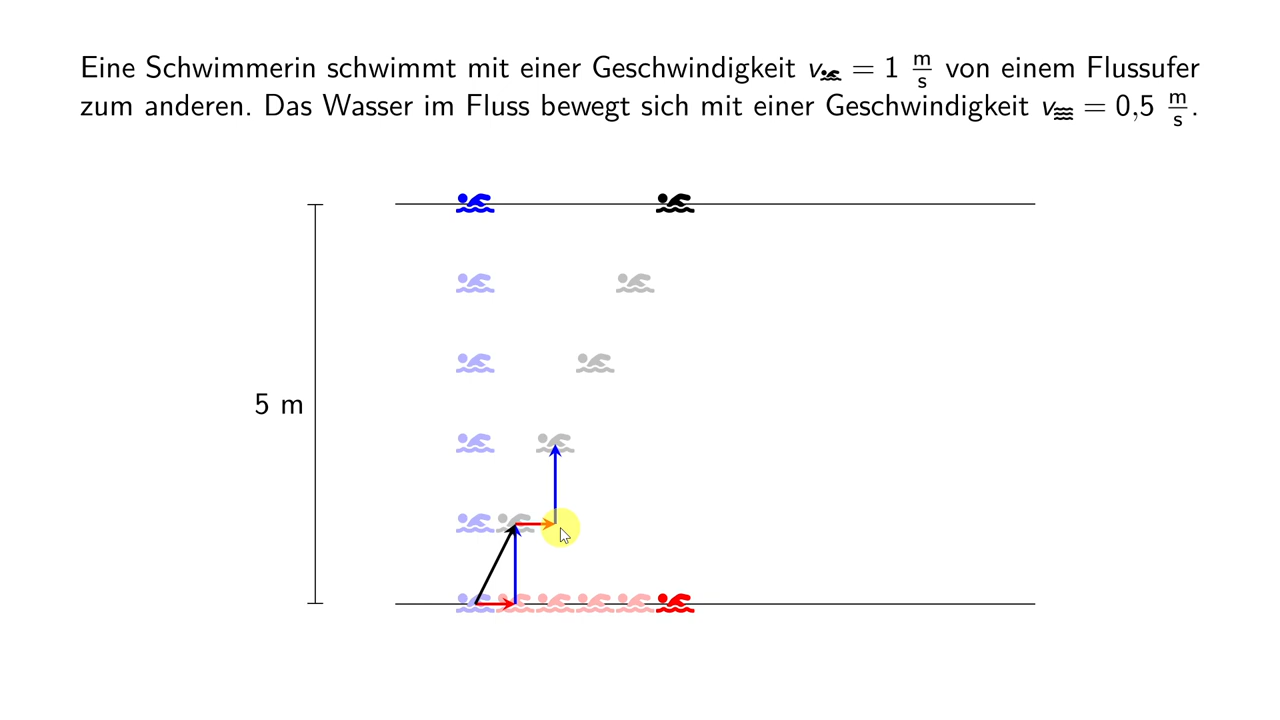 Eine Schwimmerin schwimmt mit einer Geschwindigkeit v = 1 m/s von einem Flussufer
zum anderen. Das Wasser im Fluss bewegt sich mit einer Geschwindigkeit v = 0,5 m/s.
5 m